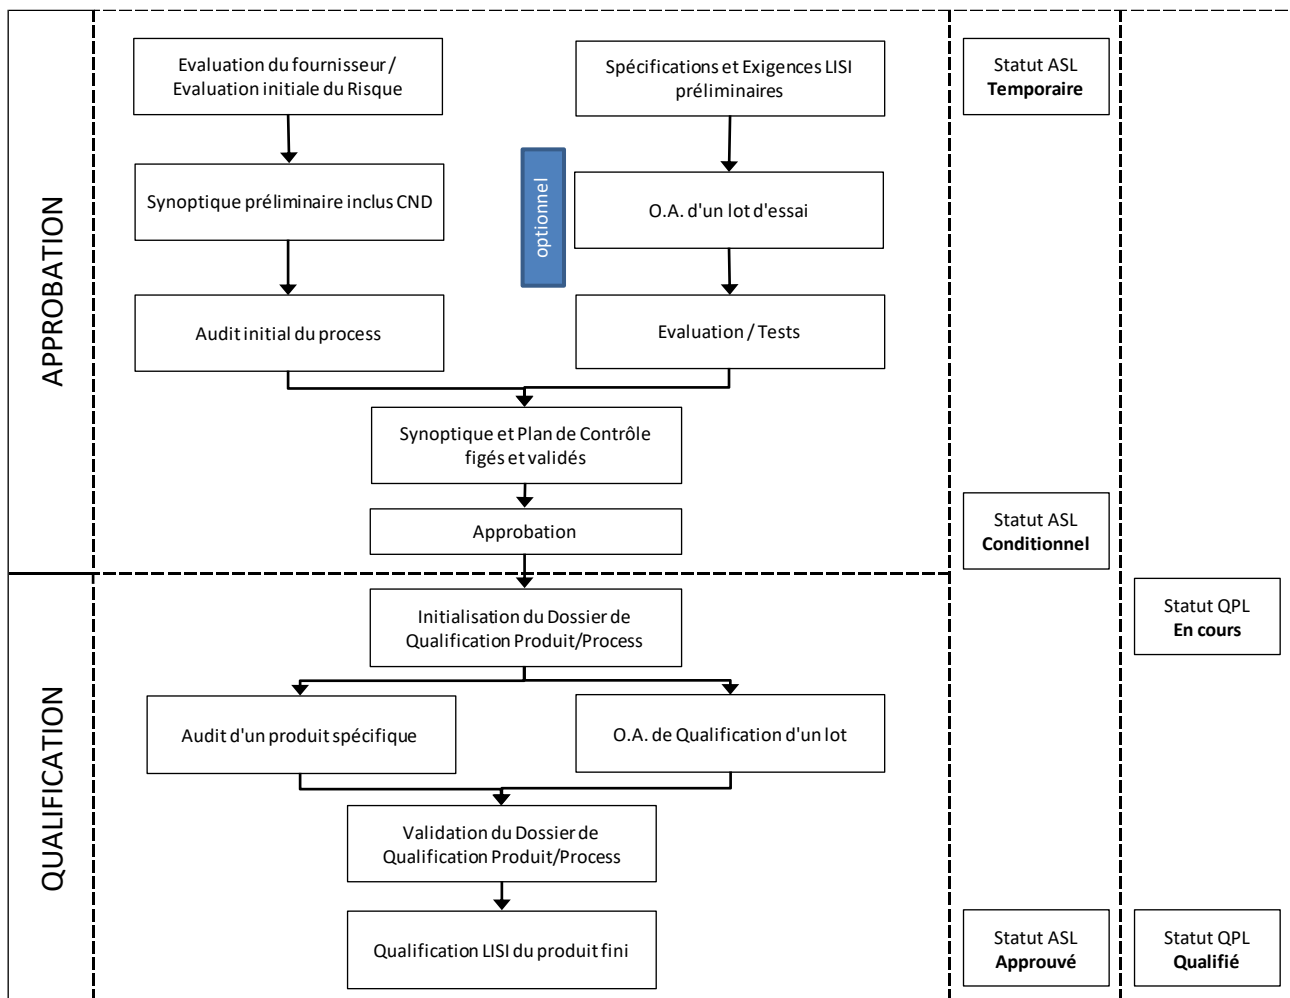 APPROBATION
Evaluation du fournisseur /
Evaluation initiale du Risque
Spécifications et Exigences LISI
préliminaires
Statut ASL
Temporaire
optionnel
Synoptique préliminaire inclus CND
O.A. d'un lot d'essai
Audit initial du process
Evaluation / Tests
Synoptique et Plan de Contrôle
figés et validés
Approbation
Statut ASL
Conditionnel
QUALIFICATION
Initialisation du Dossier de
Qualification Produit/Process
Statut QPL
En cours
Audit d'un produit spécifique
O.A. de Qualification d'un lot
Validation du Dossier de
Qualification Produit/Process
Qualification LISI du produit fini
Statut ASL
Approuvé
Statut QPL
Qualifié